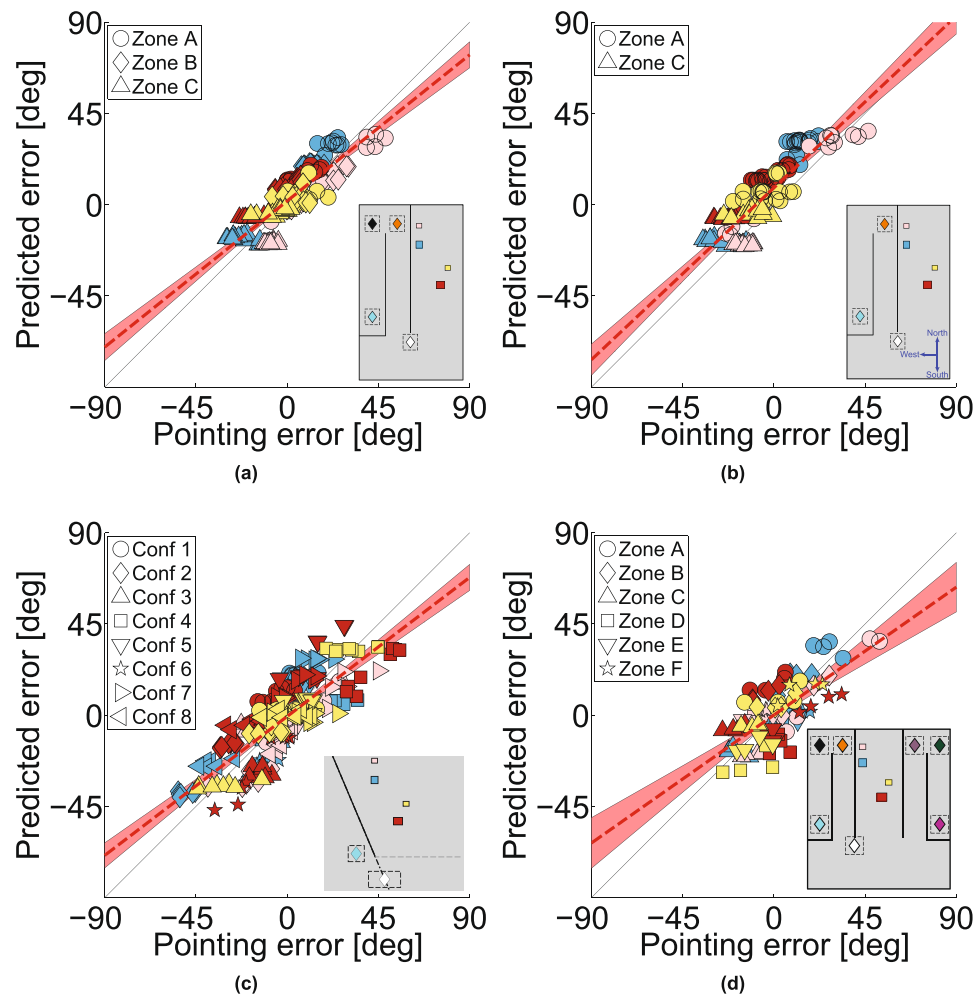 90
45
0
−45
−90
−45
0
45
90
Predicted error [deg]
Pointing error [deg]
Zone A
Zone B
Zone C
(a)
90
45
0
−45
−90
−45
0
45
90
Predicted error [deg]
Pointing error [deg]
Zone A
Zone C
North
West
South
(b)
90
45
0
−45
−90
−45
0
45
90
Predicted error [deg]
Pointing error [deg]
Conf 1
Conf 2
Conf 3
Conf 4
Conf 5
Conf 6
Conf 7
Conf 8
(c)
90
45
0
−45
−90
−45
0
45
90
Predicted error [deg]
Pointing error [deg]
Zone A
Zone B
Zone C
Zone D
Zone E
Zone F
(d)